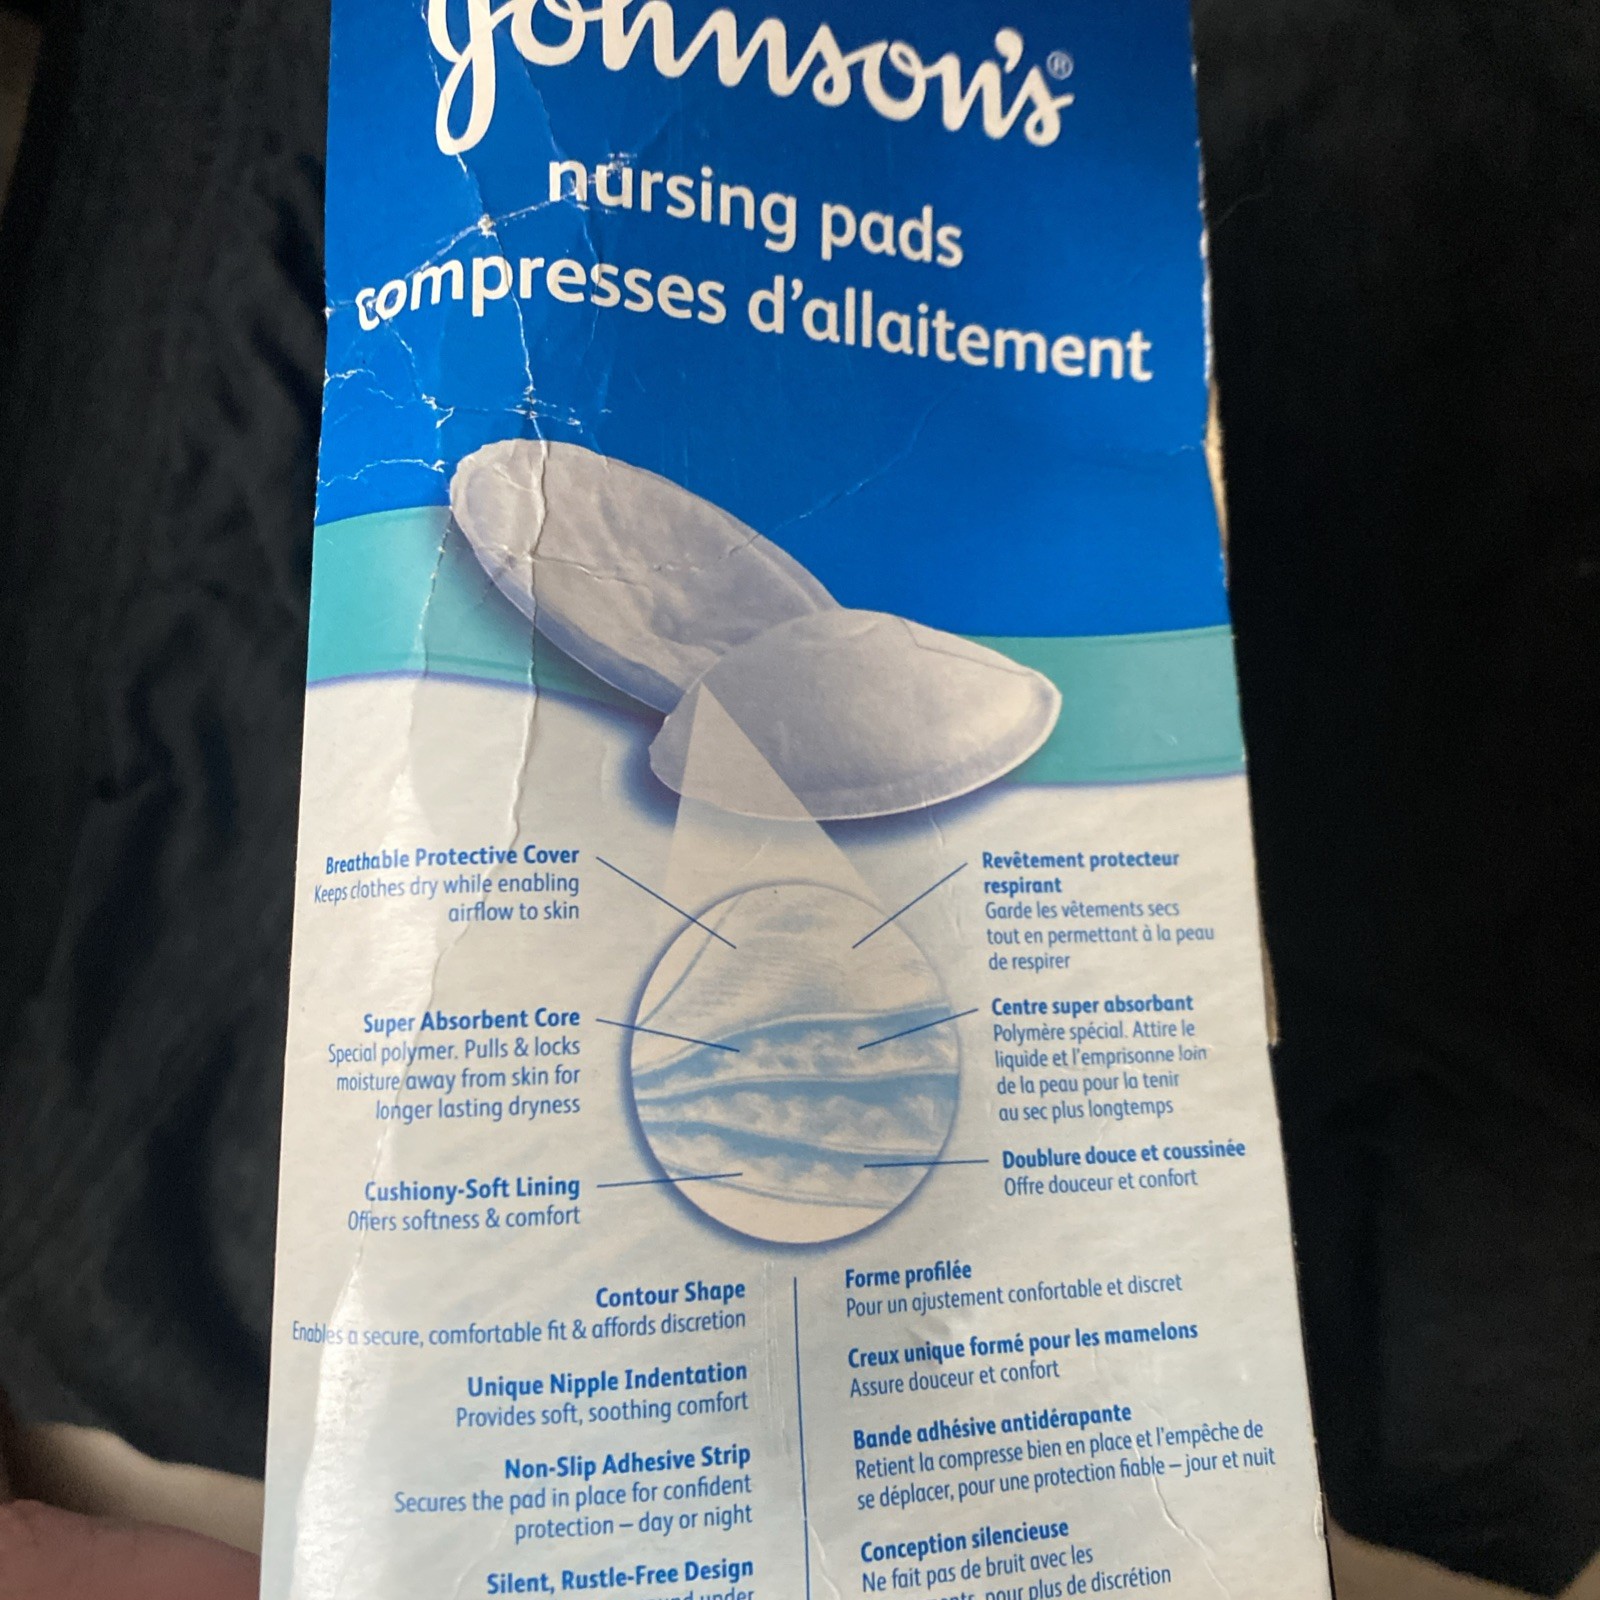 Johnson's®
nursing pads
compresses d'allaitement
Breathable Protective Cover
Keeps clothes dry while enabling
airflow to skin
Super Absorbent Core
Special polymer. Pulls & locks
moisture away from skin for
longer lasting dryness
Cushiony-Soft Lining
Offers softness & comfort
Revêtement protecteur
respirant
Garde les vêtements secs
tout en permettant à la peau
de respirer
Centre super absorbant
Polymère spécial. Attire le
liquide et l'emprisonne loin
de la peau pour la tenir
au sec plus longtemps
Doublure douce et coussinée
Offre douceur et confort
Contour Shape
Enables a secure, comfortable fit & affords discretion
Unique Nipple Indentation
Provides soft, soothing comfort
Non-Slip Adhesive Strip
Secures the pad in place for confident
protection – day or night
Silent, Rustle-Free Design
under
Forme profilée
Pour un ajustement confortable et discret
Creux unique formé pour les mamelons
Assure douceur et confort
Bande adhésive antidérapante
Retient la compresse bien en place et l'empêche de
se déplacer, pour une protection fiable – jour et nuit
Conception silencieuse
Ne fait pas de bruit avec les
pour plus de discrétion